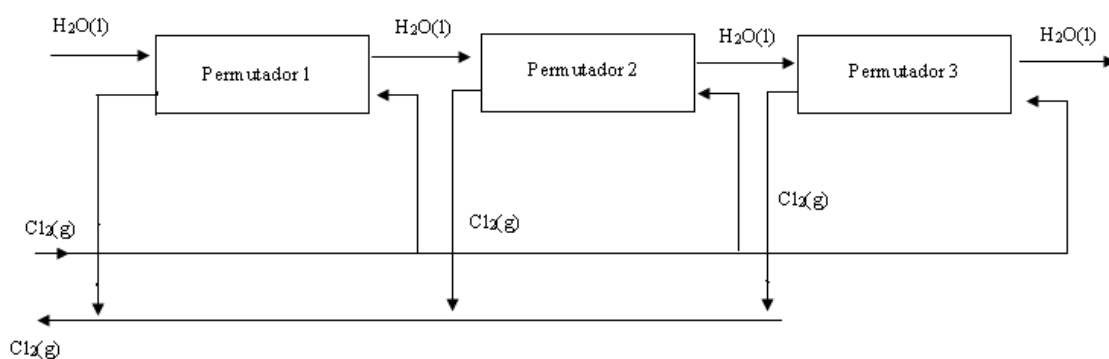 H₂O(l)
H₂O(l)
H₂O(l)
H₂O(l)
Permutador 1
Permutador 2
Permutador 3
Cl₂(g)
Cl₂(g)
Cl₂(g)
Cl₂(g)